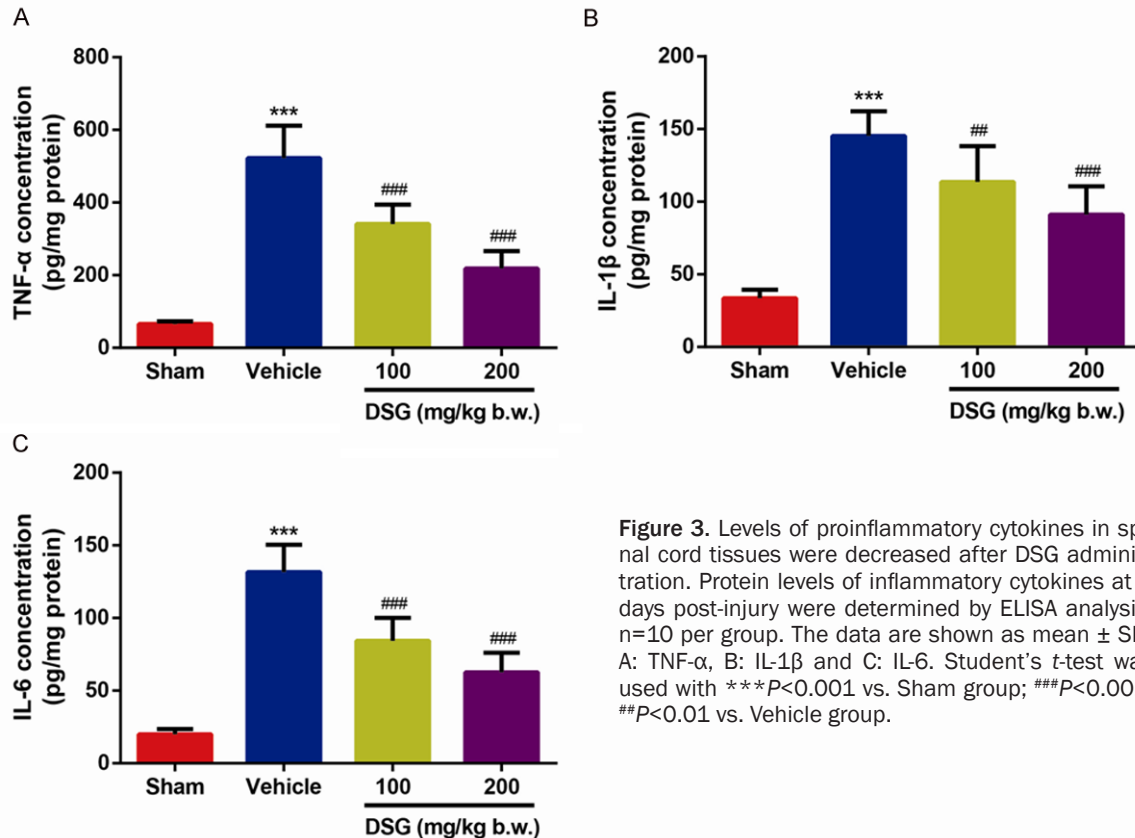 A
TNF-α concentration
(pg/mg protein)
800
600
400
200
0
***
###
###
Sham
Vehicle
100
200
DSG (mg/kg b.w.)
B
IL-1β concentration
(pg/mg protein)
200
150
100
50
0
***
##
###
Sham
Vehicle
100
200
DSG (mg/kg b.w.)
C
IL-6 concentration
(pg/mg protein)
200
150
100
50
0
***
###
###
Sham
Vehicle
100
200
DSG (mg/kg b.w.)
Figure 3. Levels of proinflammatory cytokines in sp
nal cord tissues were decreased after DSG admini
tration. Protein levels of inflammatory cytokines at
days post-injury were determined by ELISA analysi
n=10 per group. The data are shown as mean ± S
A: TNF-α, B: IL-1β and C: IL-6. Student's t-test wa
used with ***P<0.001 vs. Sham group; ###P<0.00
##P<0.01 vs. Vehicle group.